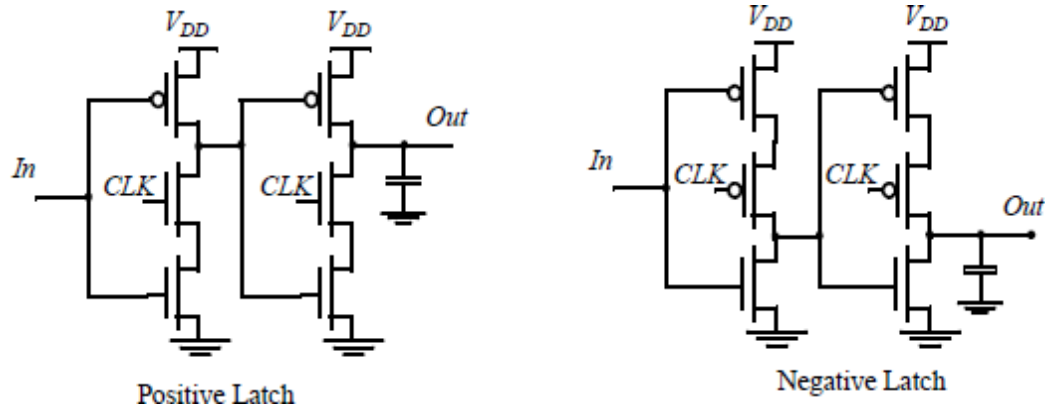 V_DD
V_DD
In
CLK
CLK
Out
Positive Latch
V_DD
V_DD
In
CLK
CLK
Out
Negative Latch